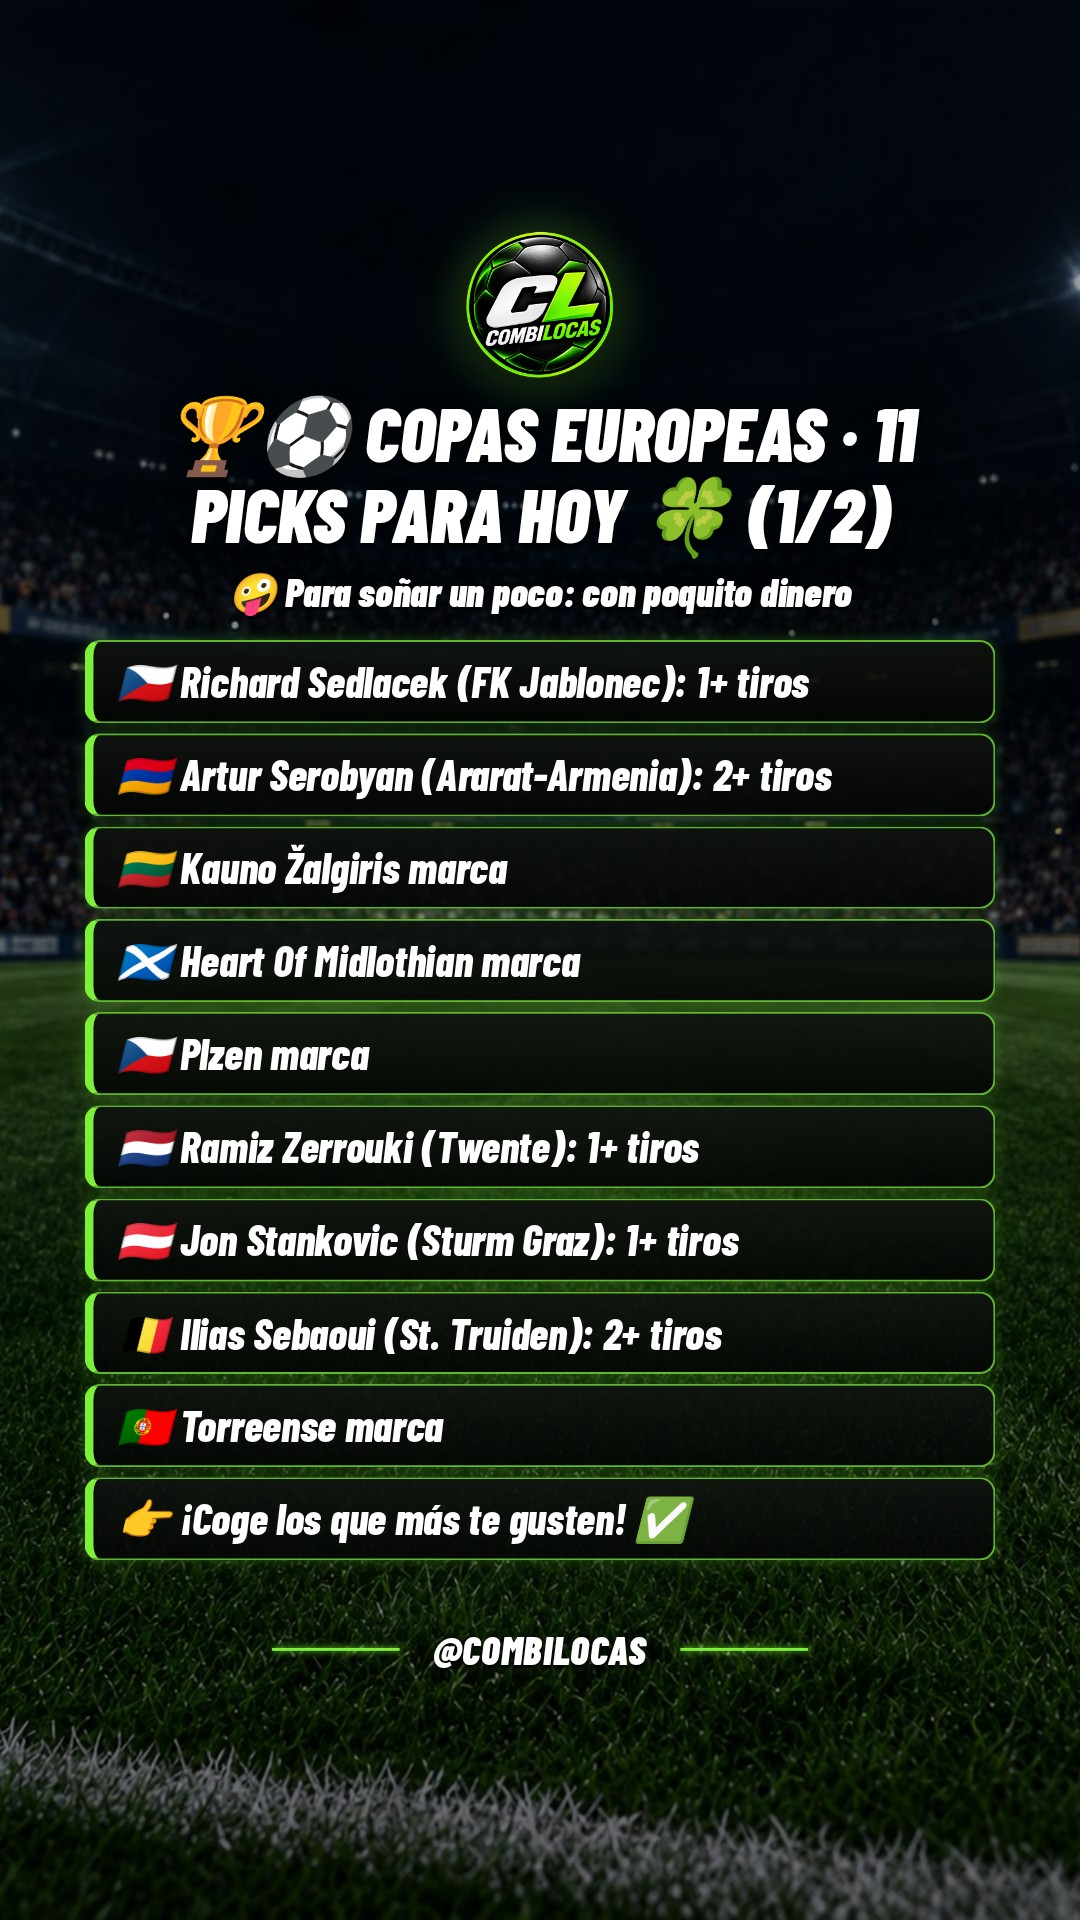 CL
COMBILOCAS
🏆⚽ COPAS EUROPEAS · 11
PICKS PARA HOY 🍀 (1/2)
🤪 Para soñar un poco: con poquito dinero
🇨🇿 Richard Sedlacek (FK Jablonec): 1+ tiros
🇦🇲 Artur Serobyan (Ararat-Armenia): 2+ tiros
🇱🇹 Kauno Žalgiris marca
🏴󠁧󠁢󠁳󠁣󠁴󠁿 Heart Of Midlothian marca
🇨🇿 Plzen marca
🇳🇱 Ramiz Zerrouki (Twente): 1+ tiros
🇦🇹 Jon Stankovic (Sturm Graz): 1+ tiros
🇧🇪 Ilias Sebaoui (St. Truiden): 2+ tiros
🇵🇹 Torreense marca
👉 ¡Coge los que más te gusten! ✅
@COMBILOCAS